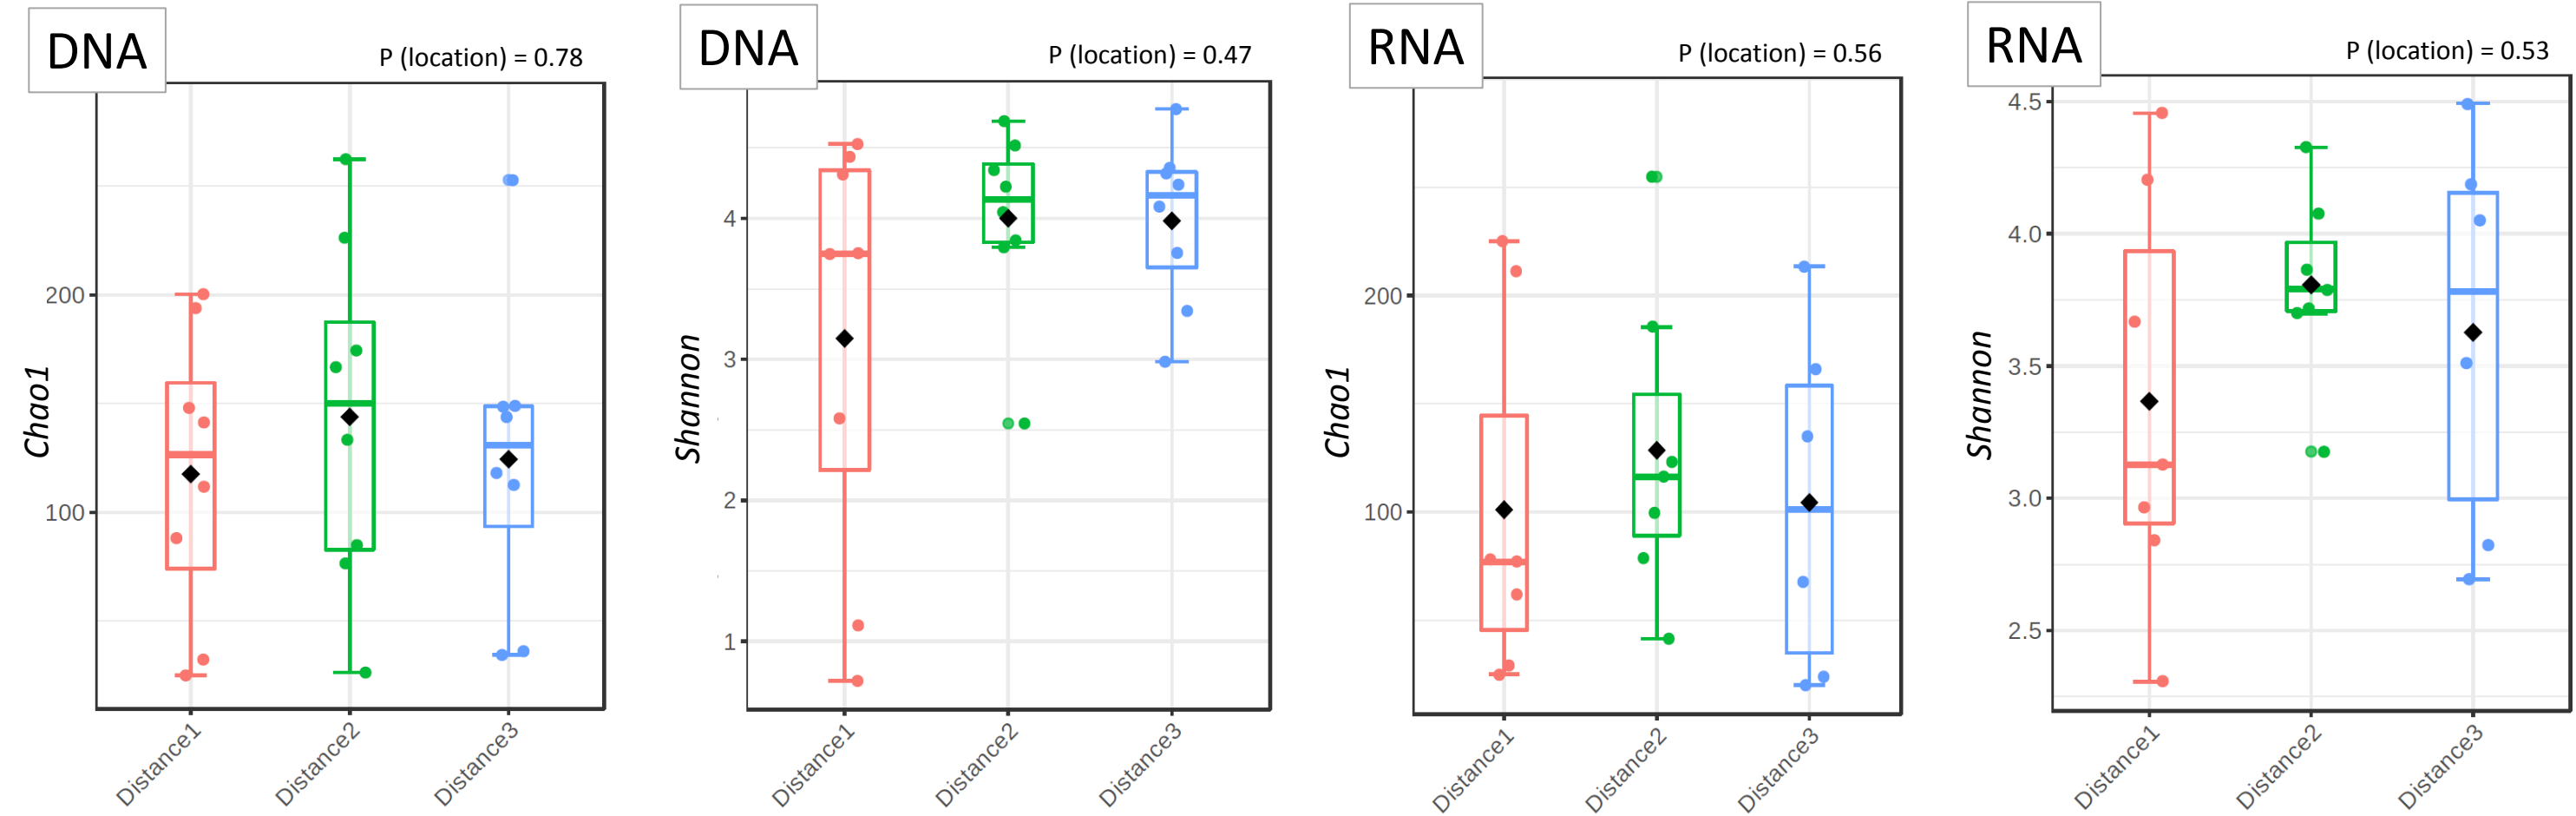 DNA
P (location) = 0.78
Chao1
200
100
Distance1
Distance2
Distance3
DNA
P (location) = 0.47
Shannon
4
3
2
1
Distance1
Distance2
Distance3
RNA
P (location) = 0.56
Chao1
200
100
Distance1
Distance2
Distance3
RNA
P (location) = 0.53
Shannon
4.5
4.0
3.5
3.0
2.5
Distance1
Distance2
Distance3